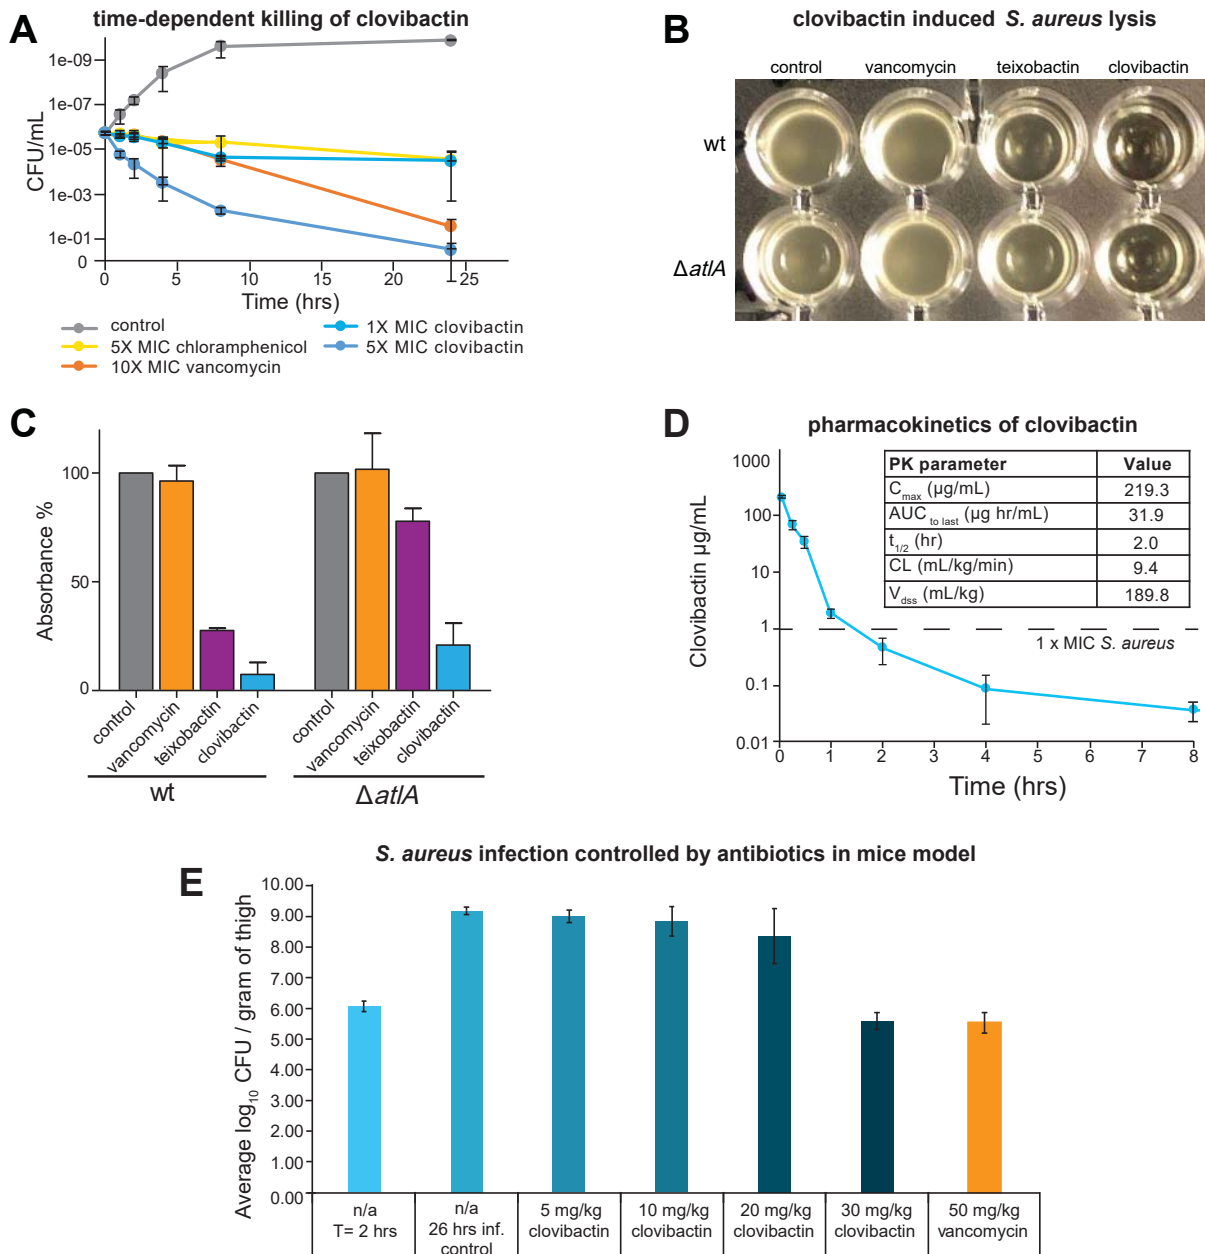 A
time-dependent killing of clovibactin
1e-09
1e-07
1e-05
1e-03
1e-01
0
CFU/mL
0 5 10 15 20 25
Time (hrs)
control
5X MIC chloramphenicol
10X MIC vancomycin
1X MIC clovibactin
5X MIC clovibactin
B
clovibactin induced S. aureus lysis
control vancomycin teixobactin clovibactin
wt
ΔatlA
C
100
50
0
Absorbance %
control
vancomycin
teixobactin
clovibactin
control
vancomycin
teixobactin
clovibactin
wt
ΔatlA
D
pharmacokinetics of clovibactin
1000
100
10
1
0.1
0.01
Clovibactin µg/mL
PK parameter Value
Cmax (µg/mL) 219.3
AUC to last (µg hr/mL) 31.9
t1/2 (hr) 2.0
CL (mL/kg/min) 9.4
Vdss (mL/kg) 189.8
1 x MIC S. aureus
0 1 2 3 4 5 6 7 8
Time (hrs)
E
S. aureus infection controlled by antibiotics in mice model
10.00
9.00
8.00
7.00
6.00
5.00
4.00
3.00
2.00
1.00
0.00
Average log10 CFU / gram of thigh
n/a
T= 2 hrs
n/a
26 hrs inf.
control
5 mg/kg
clovibactin
10 mg/kg
clovibactin
20 mg/kg
clovibactin
30 mg/kg
clovibactin
50 mg/kg
vancomycin